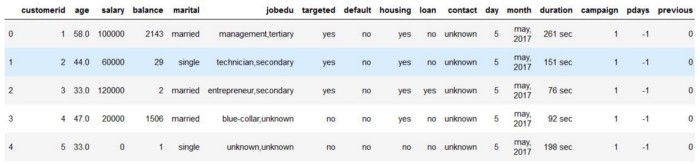 customerid age salary balance marital jobedu targeted default housing loan contact day month duration campaign pdays previous
0 1 58.0 100000 2143 married management,tertiary yes no yes no unknown 5 may, 2017 261 sec 1 -1 0
1 2 44.0 60000 29 single technician,secondary yes no yes no unknown 5 may, 2017 151 sec 1 -1 0
2 3 33.0 120000 2 married entrepreneur,secondary yes no yes yes unknown 5 may, 2017 76 sec 1 -1 0
3 4 47.0 20000 1506 married blue-collar,unknown no no yes no unknown 5 may, 2017 92 sec 1 -1 0
4 5 33.0 0 1 single unknown,unknown no no no no unknown 5 may, 2017 198 sec 1 -1 0